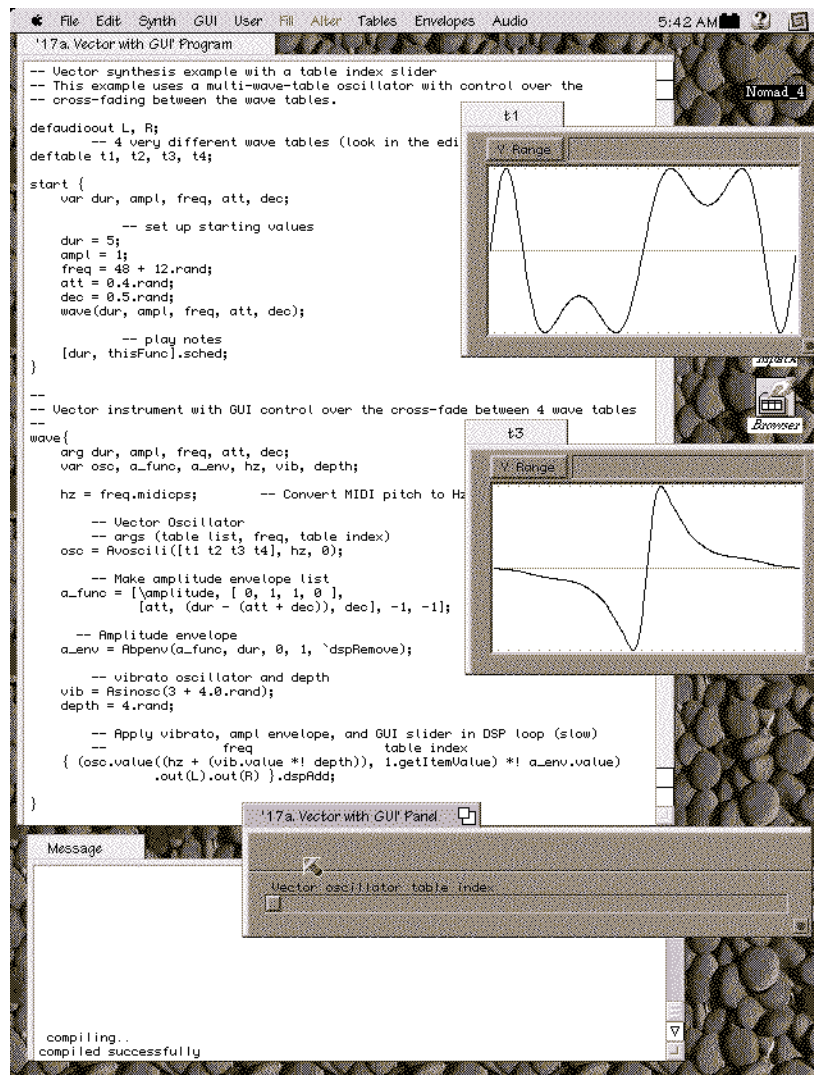 File Edit Synth GUI User Fill Alter Tables Envelopes Audio 5:42 AM
'17a. Vector with GUI' Program
-- Vector synthesis example with a table index slider
-- This example uses a multi-wave-table oscillator with control over the
-- cross-fading between the wave tables.
defaudioout L, R;
-- 4 very different wave tables (look in the edi
deftable t1, t2, t3, t4;
start {
var dur, ampl, freq, att, dec;
-- set up starting values
dur = 5;
ampl = 1;
freq = 48 + 12.rand;
att = 0.4.rand;
dec = 0.5.rand;
wave(dur, ampl, freq, att, dec);
-- play notes
[dur, thisFunc].sched;
}
--
-- Vector instrument with GUI control over the cross-fade between 4 wave tables
--
wave{
arg dur, ampl, freq, att, dec;
var osc, a_func, a_env, hz, vib, depth;
hz = freq.midicps; -- Convert MIDI pitch to Hz
-- Vector Oscillator
-- args (table list, freq, table index)
osc = Avoscili([t1 t2 t3 t4], hz, 0);
-- Make amplitude envelope list
a_func = [\amplitude, [ 0, 1, 1, 0 ],
[att, (dur - (att + dec)), dec], -1, -1];
-- Amplitude envelope
a_env = Abpenv(a_func, dur, 0, 1, `dspRemove);
-- vibrato oscillator and depth
vib = Asinosc(3 + 4.0.rand);
depth = 4.rand;
-- Apply vibrato, ampl envelope, and GUI slider in DSP loop (slow)
-- freq table index
{ (osc.value((hz + (vib.value *! depth)), 1.getItemValue) *! a_env.value)
.out(L).out(R) }.dspAdd;
}
t1
Y Range
t3
Y Range
Nomad_4
Browser
'17a. Vector with GUI' Panel
Vector oscillator table index
Message
compiling..
compiled successfully